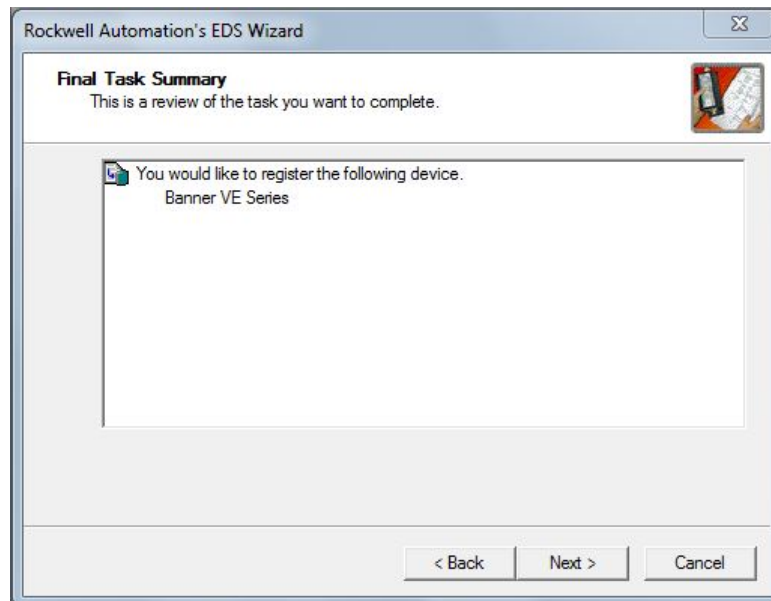 Rockwell Automation's EDS Wizard
Final Task Summary
This is a review of the task you want to complete.
You would like to register the following device.
Banner VE Series
< Back
Next >
Cancel